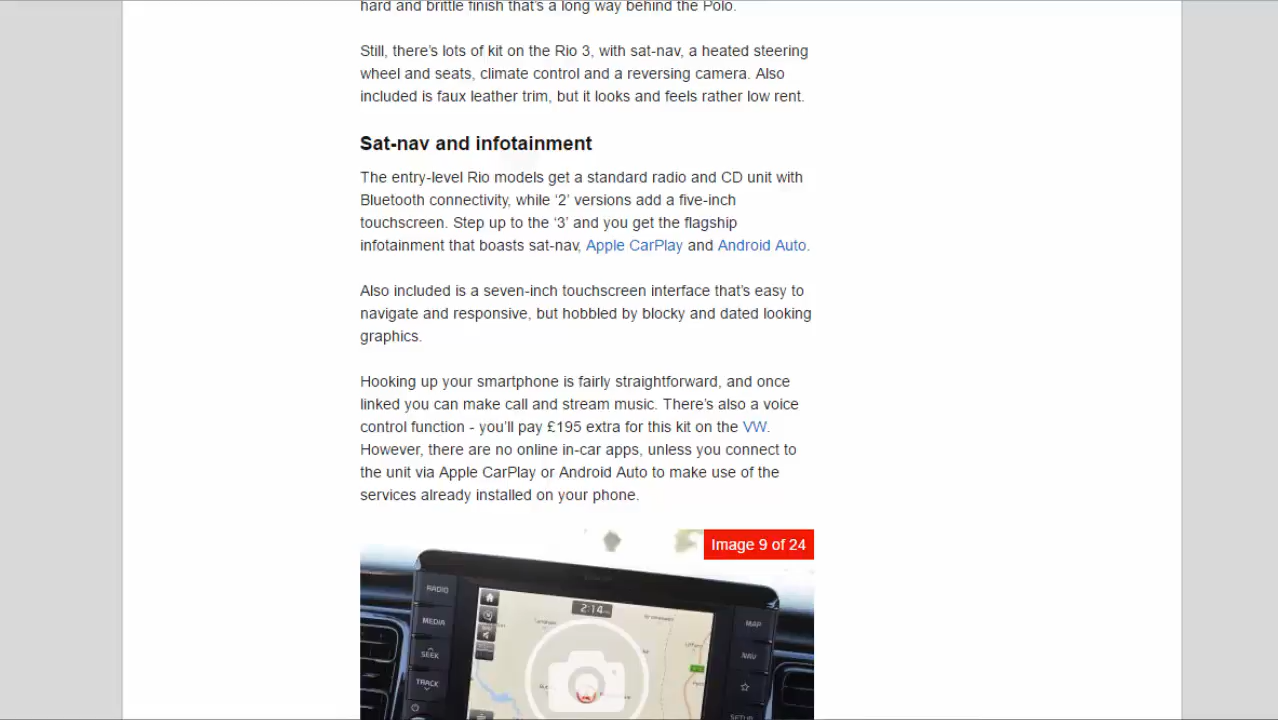 hard and brittle finish that's a long way behind the Polo.
Still, there's lots of kit on the Rio 3, with sat-nav, a heated steering
wheel and seats, climate control and a reversing camera. Also
included is faux leather trim, but it looks and feels rather low rent.
Sat-nav and infotainment
The entry-level Rio models get a standard radio and CD unit with
Bluetooth connectivity, while ‘2’ versions add a five-inch
touchscreen. Step up to the ‘3’ and you get the flagship
infotainment that boasts sat-nav, Apple CarPlay and Android Auto.
Also included is a seven-inch touchscreen interface that's easy to
navigate and responsive, but hobbled by blocky and dated looking
graphics.
Hooking up your smartphone is fairly straightforward, and once
linked you can make call and stream music. There's also a voice
control function - you'll pay £195 extra for this kit on the VW.
However, there are no online in-car apps, unless you connect to
the unit via Apple CarPlay or Android Auto to make use of the
services already installed on your phone.
Image 9 of 24
RADIO
2:14
MEDIA
MAP
SEEK
NAV
TRACK
SETUP